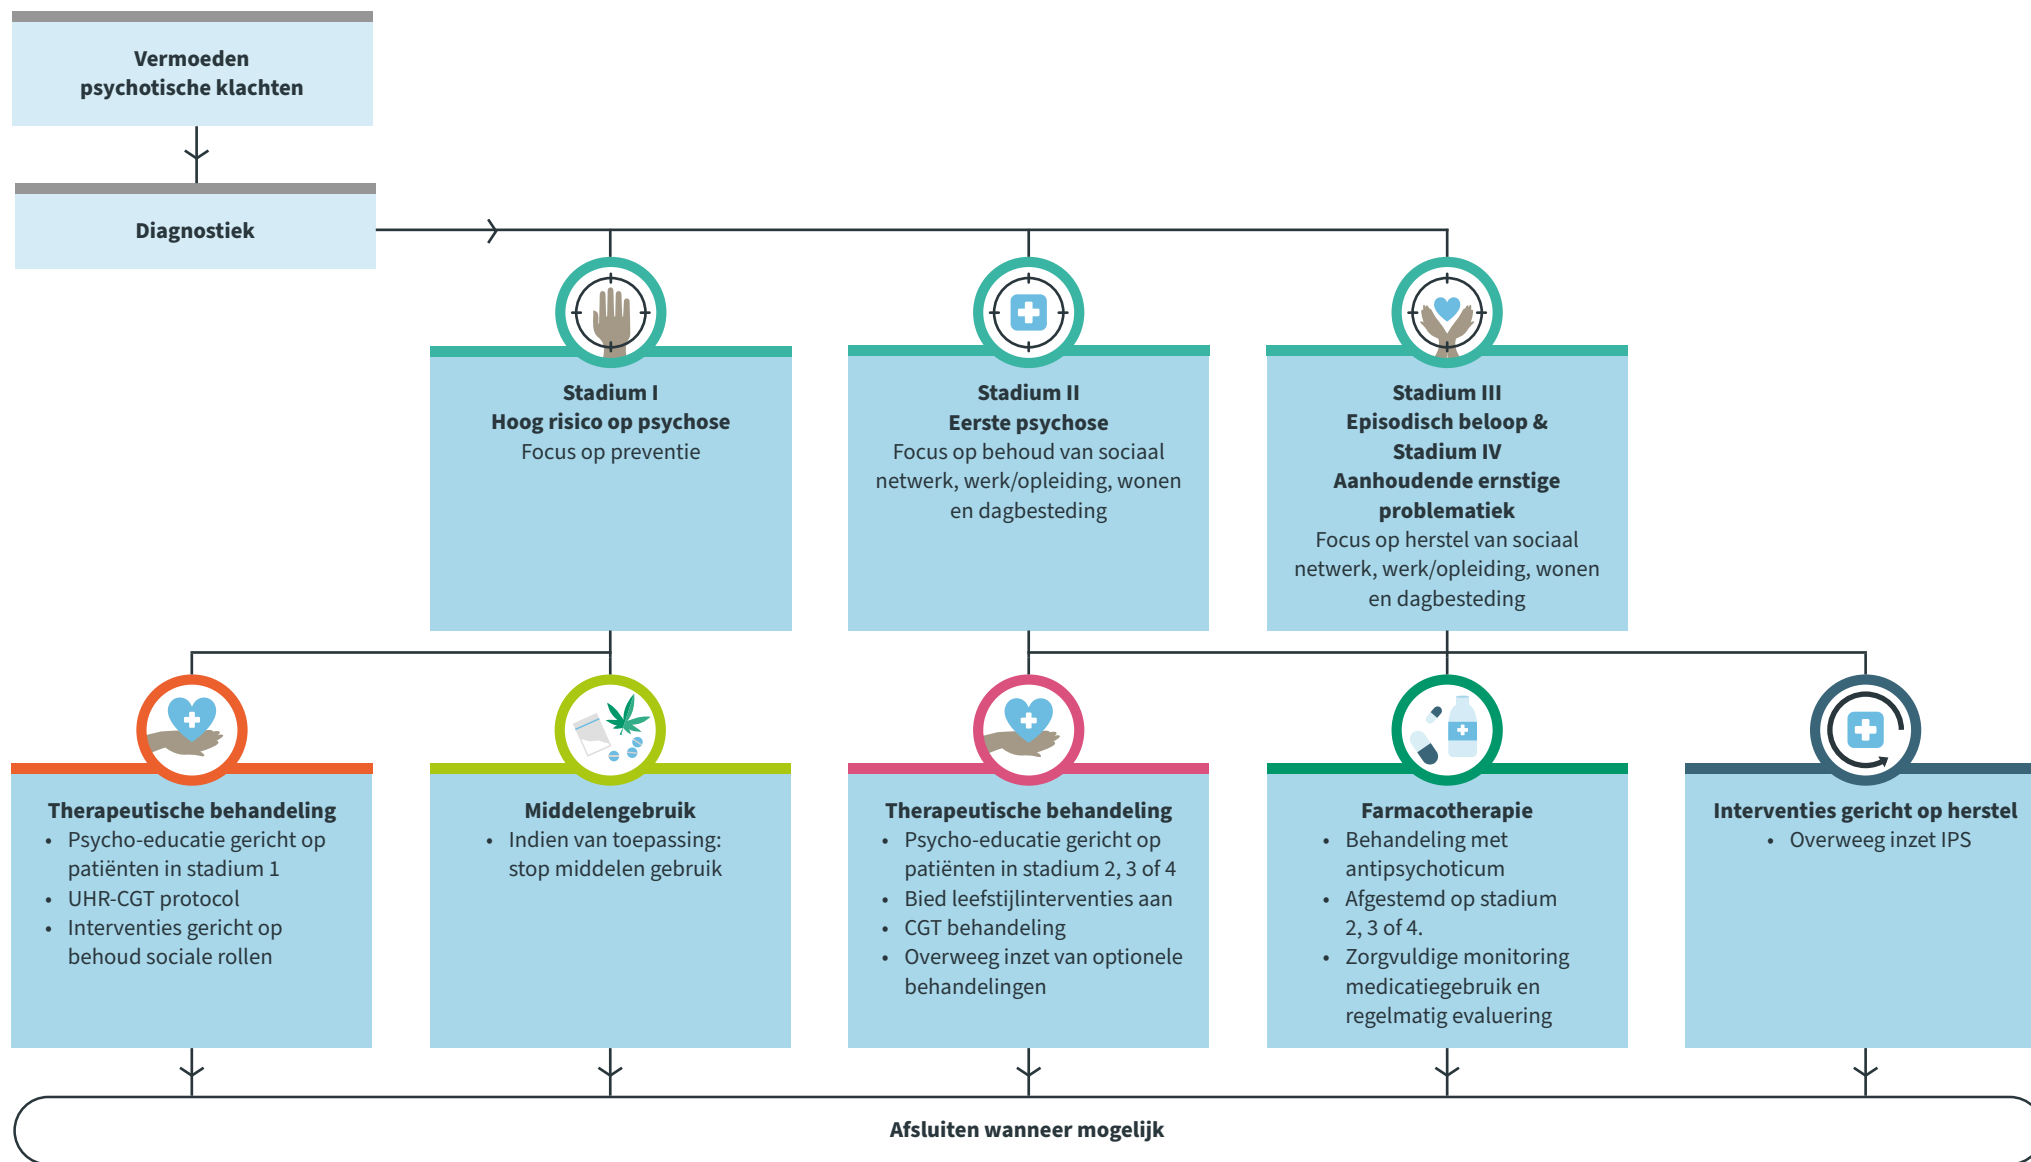 Vermoeden
psychotische klachten
Diagnostiek
Stadium I
Hoog risico op psychose
Focus op preventie
Stadium II
Eerste psychose
Focus op behoud van sociaal
netwerk, werk/opleiding, wonen
en dagbesteding
Stadium III
Episodisch beloop &
Stadium IV
Aanhoudende ernstige
problematiek
Focus op herstel van sociaal
netwerk, werk/opleiding, wonen
en dagbesteding
Therapeutische behandeling
• Psycho-educatie gericht op
patiënten in stadium 1
• UHR-CGT protocol
• Interventies gericht op
behoud sociale rollen
Middelengebruik
• Indien van toepassing:
stop middelen gebruik
Therapeutische behandeling
• Psycho-educatie gericht op
patiënten in stadium 2, 3 of 4
• Bied leefstijlinterventies aan
• CGT behandeling
• Overweeg inzet van optionele
behandelingen
Farmacotherapie
• Behandeling met
antipsychoticum
• Afgestemd op stadium
2, 3 of 4.
• Zorgvuldige monitoring
medicatiegebruik en
regelmatig evaluering
Interventies gericht op herstel
• Overweeg inzet IPS
Afsluiten wanneer mogelijk